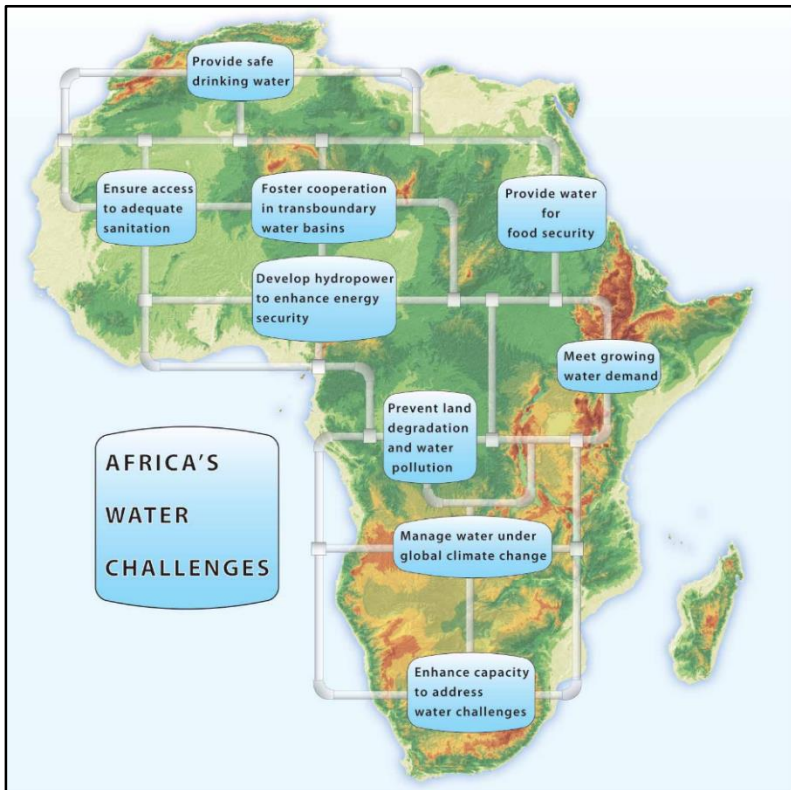 Provide safe
drinking water
Ensure access
to adequate
sanitation
Foster cooperation
in transboundary
water basins
Provide water
for
food security
Develop hydropower
to enhance energy
security
Meet growing
water demand
Prevent land
degradation
and water
pollution
AFRICA'S
WATER
CHALLENGES
Manage water under
global climate change
Enhance capacity
to address
water challenges